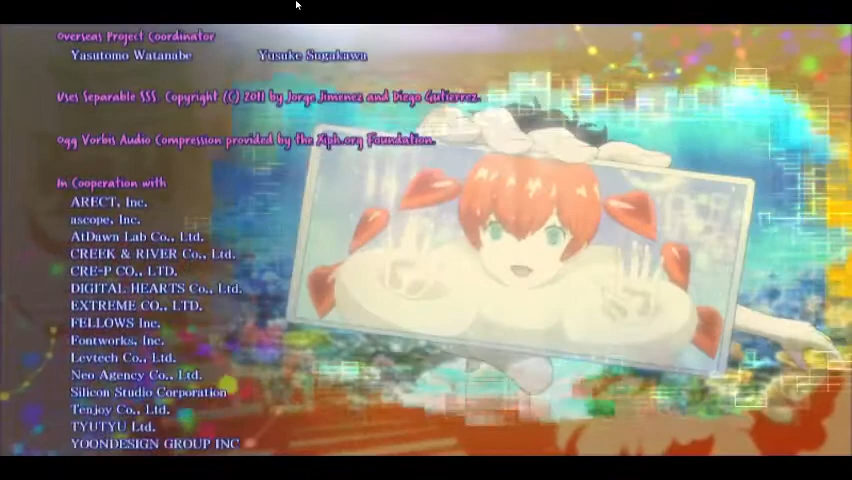 Overseas Project Coordinator
Yasutomo Watanabe Yusuke Sugakawa
Uses Separable SSS. Copyright (C) 2011 by Jorge Jimenez and Diego Gutierrez.
Ogg Vorbis Audio Compression provided by the Xiph.org Foundation.
In Cooperation with
ARECT, Inc.
ascope, Inc.
AtDawn Lab Co., Ltd.
CREEK & RIVER Co., Ltd.
CRE-P CO., LTD.
DIGITAL HEARTS Co., Ltd.
EXTREME CO., LTD.
FELLOWS Inc.
Fontworks, Inc.
Levtech Co., Ltd.
Neo Agency Co., Ltd.
Silicon Studio Corporation
Tenjoy Co., Ltd.
TYUTYU Ltd.
YOONDESIGN GROUP INC